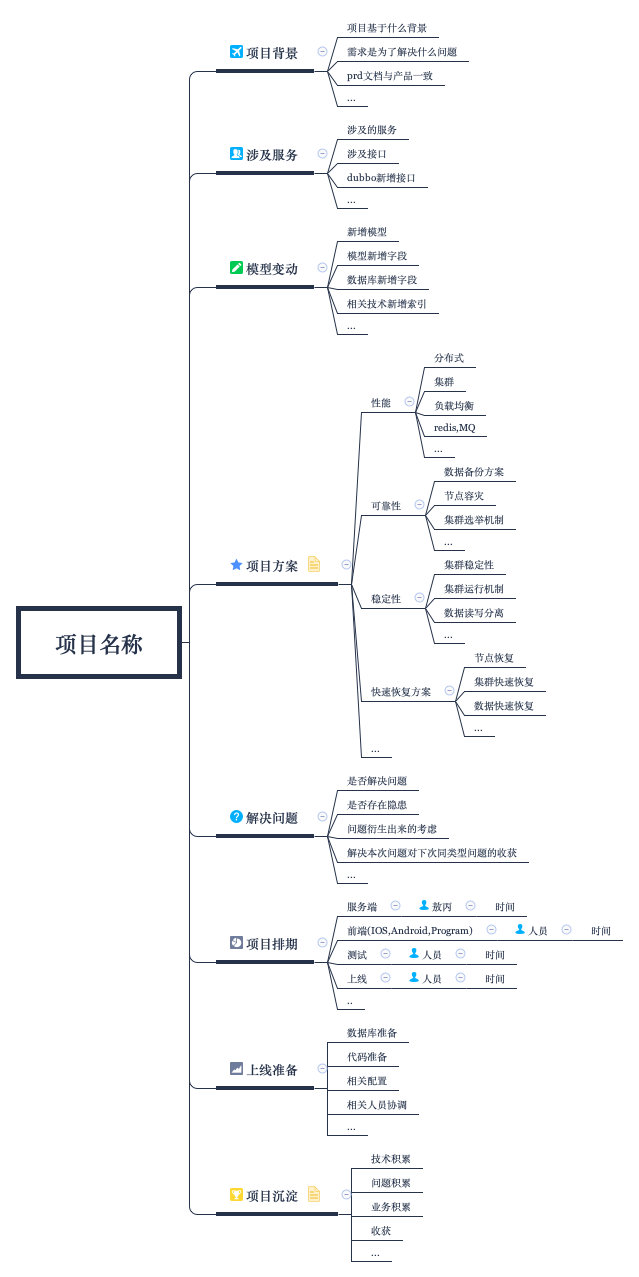 项目名称
项目背景
项目基于什么背景
需求是为了解决什么问题
prd文档与产品一致
...
涉及服务
涉及的服务
涉及接口
dubbo新增接口
...
模型变动
新增模型
模型新增字段
数据库新增字段
相关技术新增索引
...
项目方案
性能
分布式
集群
负载均衡
redis,MQ
...
可靠性
数据备份方案
节点容灾
集群选举机制
...
稳定性
集群稳定性
集群运行机制
数据读写分离
...
快速恢复方案
节点恢复
集群快速恢复
数据快速恢复
...
...
解决问题
是否解决问题
是否存在隐患
问题衍生出来的考虑
解决本次问题对下次同类型问题的收获
...
项目排期
服务端 敖丙 时间
前端(IOS,Android,Program) 人员 时间
测试 人员 时间
上线 人员 时间
..
上线准备
数据库准备
代码准备
相关配置
相关人员协调
...
项目沉淀
技术积累
问题积累
业务积累
收获
...